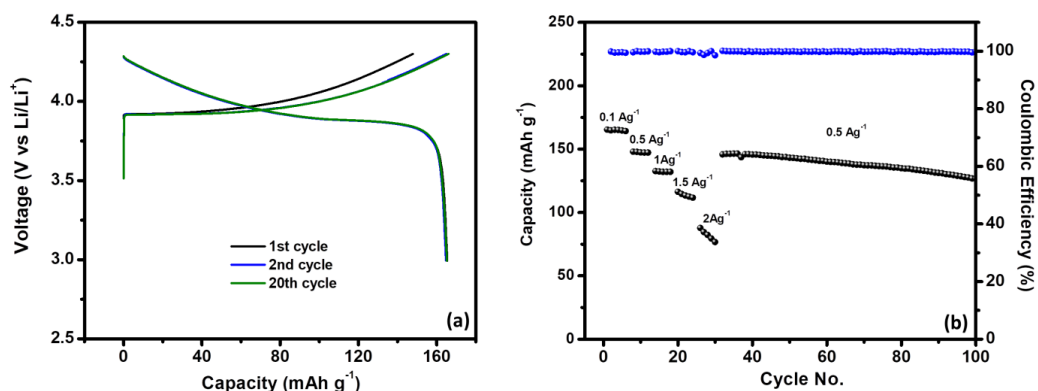 4.5
4.0
3.5
3.0
2.5
Voltage (V vs Li/Li⁺)
1st cycle
2nd cycle
20th cycle
(a)
0 40 80 120 160
Capacity (mAh g⁻¹)
250
200
150
100
50
0
Capacity (mAh g⁻¹)
0.1 Ag⁻¹
0.5 Ag⁻¹
1Ag⁻¹
1.5 Ag⁻¹
2Ag⁻¹
0.5 Ag⁻¹
(b)
100
80
60
40
20
0
Coulombic Efficiency (%)
0 20 40 60 80 100
Cycle No.